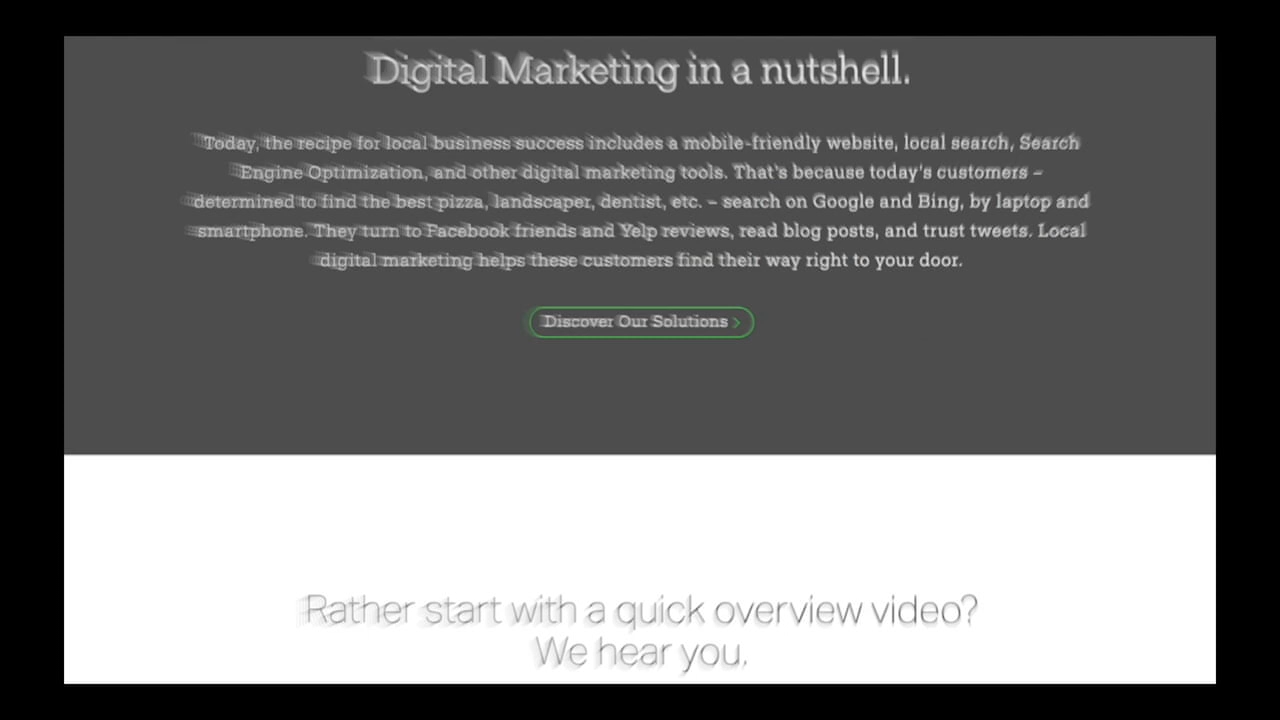 Digital Marketing in a nutshell.
Today, the recipe for local business success includes a mobile-friendly website, local search, Search
Engine Optimization, and other digital marketing tools. That's because today's customers –
determined to find the best pizza, landscaper, dentist, etc. – search on Google and Bing, by laptop and
smartphone. They turn to Facebook friends and Yelp reviews, read blog posts, and trust tweets. Local
digital marketing helps these customers find their way right to your door.
Discover Our Solutions >
Rather start with a quick overview video?
We hear you.